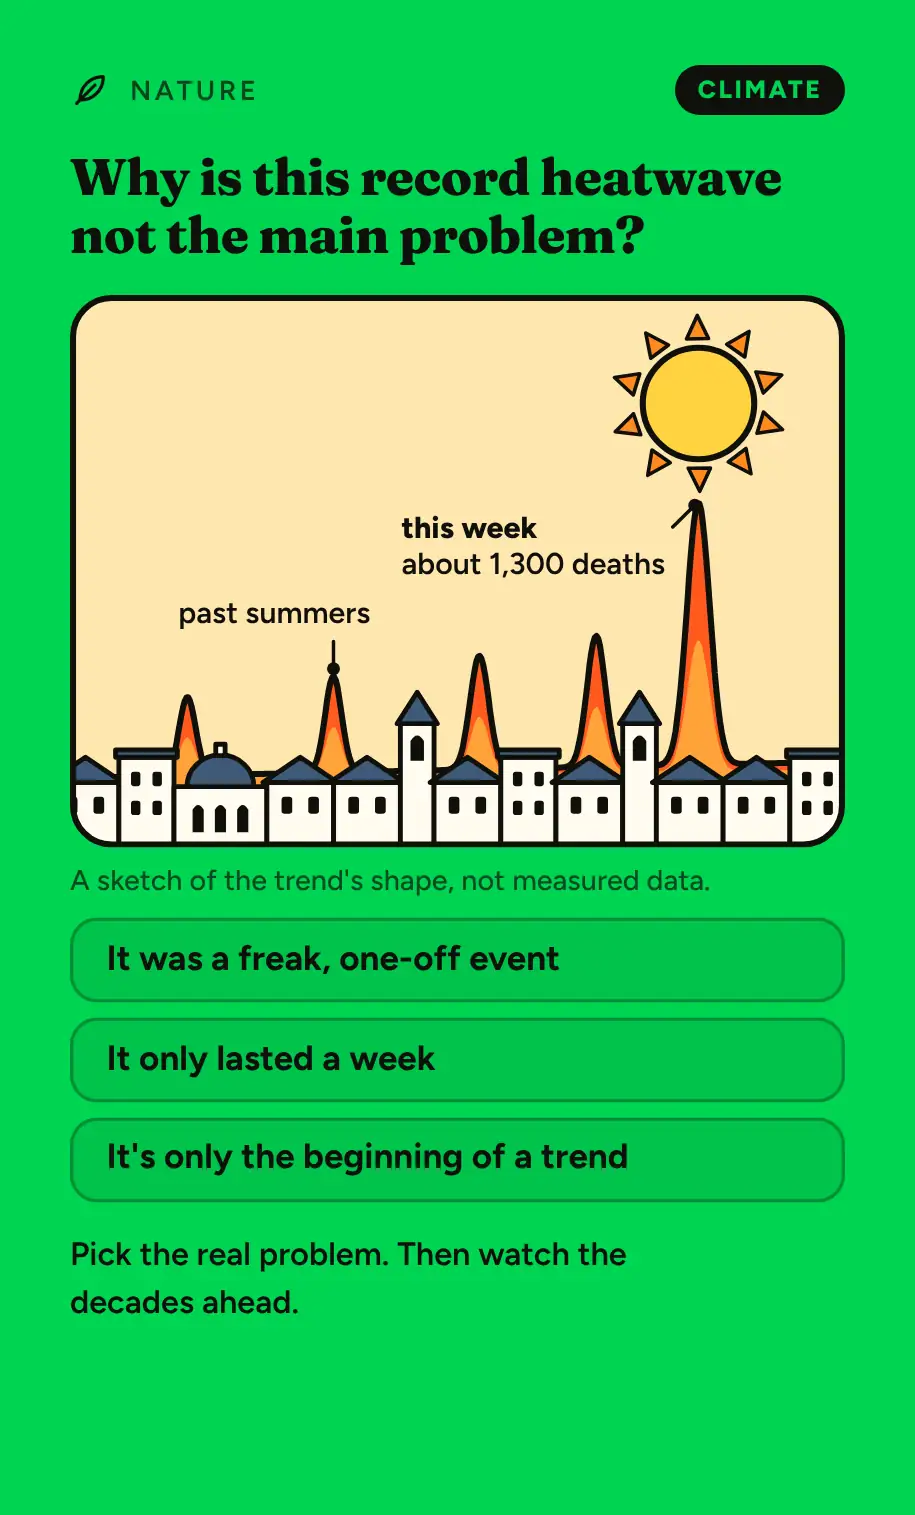 NATURE
CLIMATE
Why is this record heatwave
not the main problem?
this week
about 1,300 deaths
past summers
A sketch of the trend's shape, not measured data.
It was a freak, one-off event
It only lasted a week
It's only the beginning of a trend
Pick the real problem. Then watch the
decades ahead.